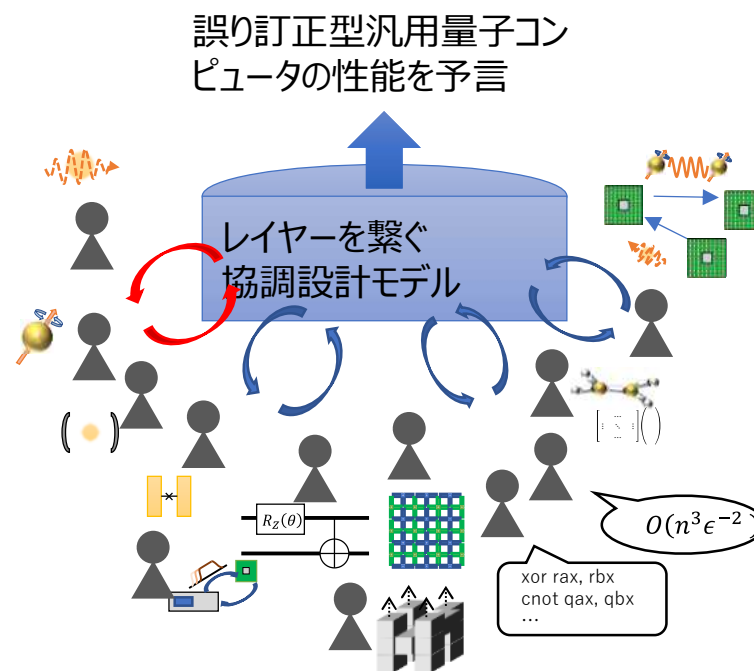 誤り訂正型汎用量子コン
ピュータの性能を予言
レイヤーを繋ぐ
協調設計モデル
R_Z(θ)
O(n^3 ϵ^{-2}
xor rax, rbx
cnot qax, qbx
...